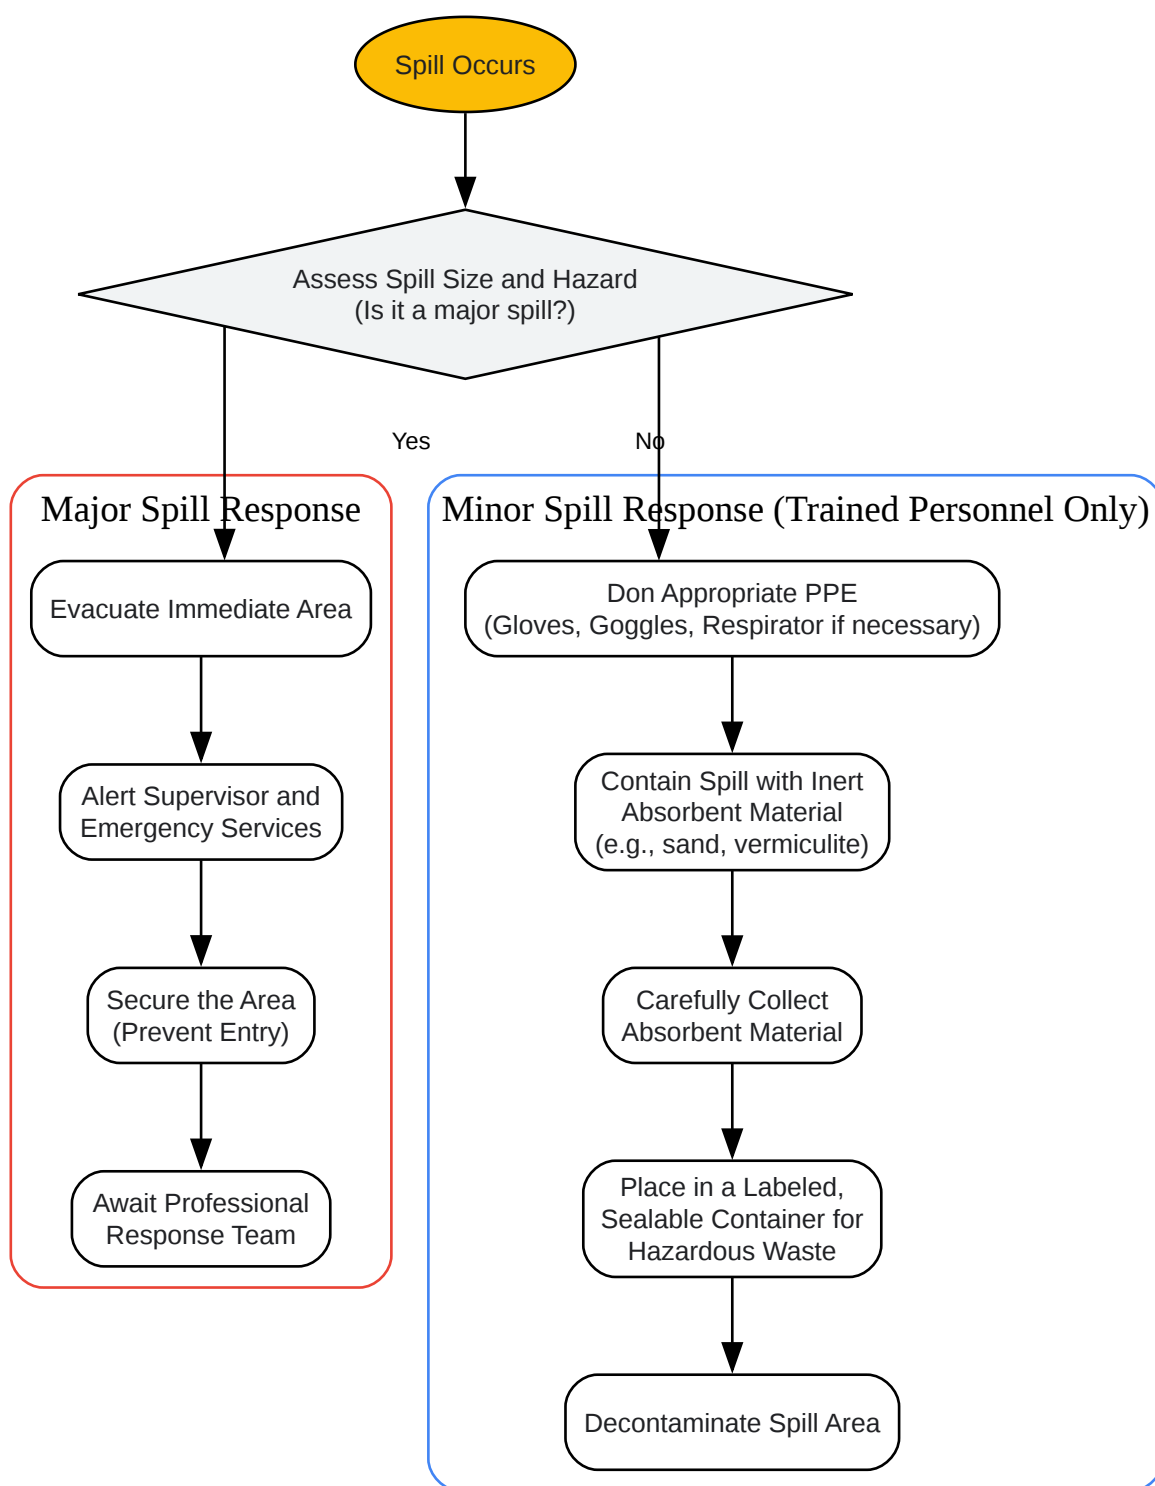 Spill Occurs
Assess Spill Size and Hazard
(Is it a major spill?)
Yes
No
Major Spill Response
Evacuate Immediate Area
Alert Supervisor and
Emergency Services
Secure the Area
(Prevent Entry)
Await Professional
Response Team
Minor Spill Response (Trained Personnel Only)
Don Appropriate PPE
(Gloves, Goggles, Respirator if necessary)
Contain Spill with Inert
Absorbent Material
(e.g., sand, vermiculite)
Carefully Collect
Absorbent Material
Place in a Labeled,
Sealable Container for
Hazardous Waste
Decontaminate Spill Area